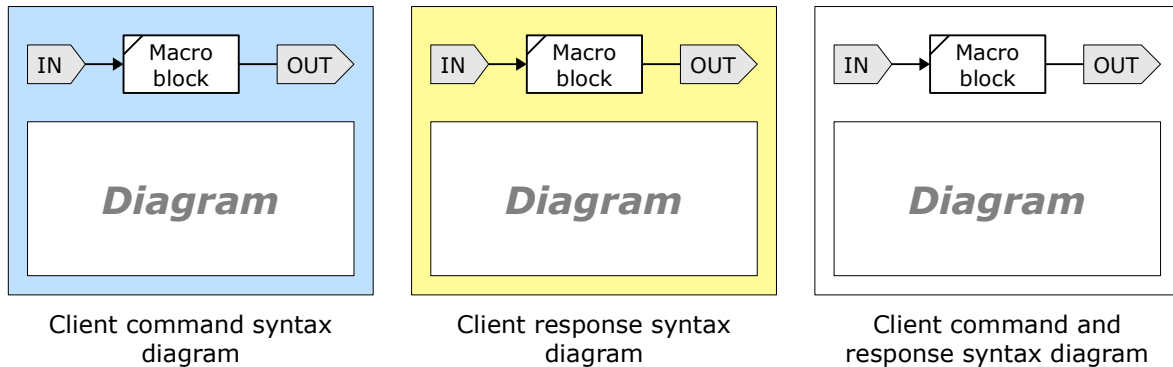 IN
Macro
block
OUT
Diagram
Client command syntax
diagram
IN
Macro
block
OUT
Diagram
Client response syntax
diagram
IN
Macro
block
OUT
Diagram
Client command and
response syntax diagram